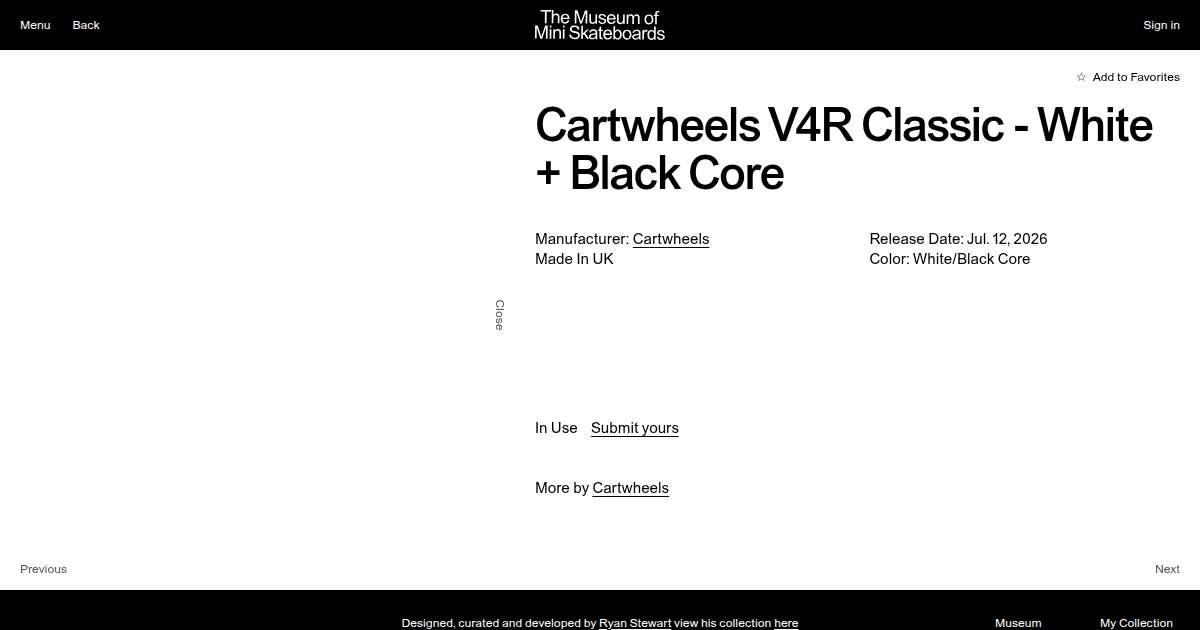 Menu
Back
The Museum of
Mini Skateboards
Sign in
☆ Add to Favorites
Cartwheels V4R Classic - White
+ Black Core
Manufacturer: Cartwheels
Made In UK
Release Date: Jul. 12, 2026
Color: White/Black Core
Close
In Use
Submit yours
More by Cartwheels
Previous
Next
Designed, curated and developed by Ryan Stewart view his collection here
Museum
My Collection